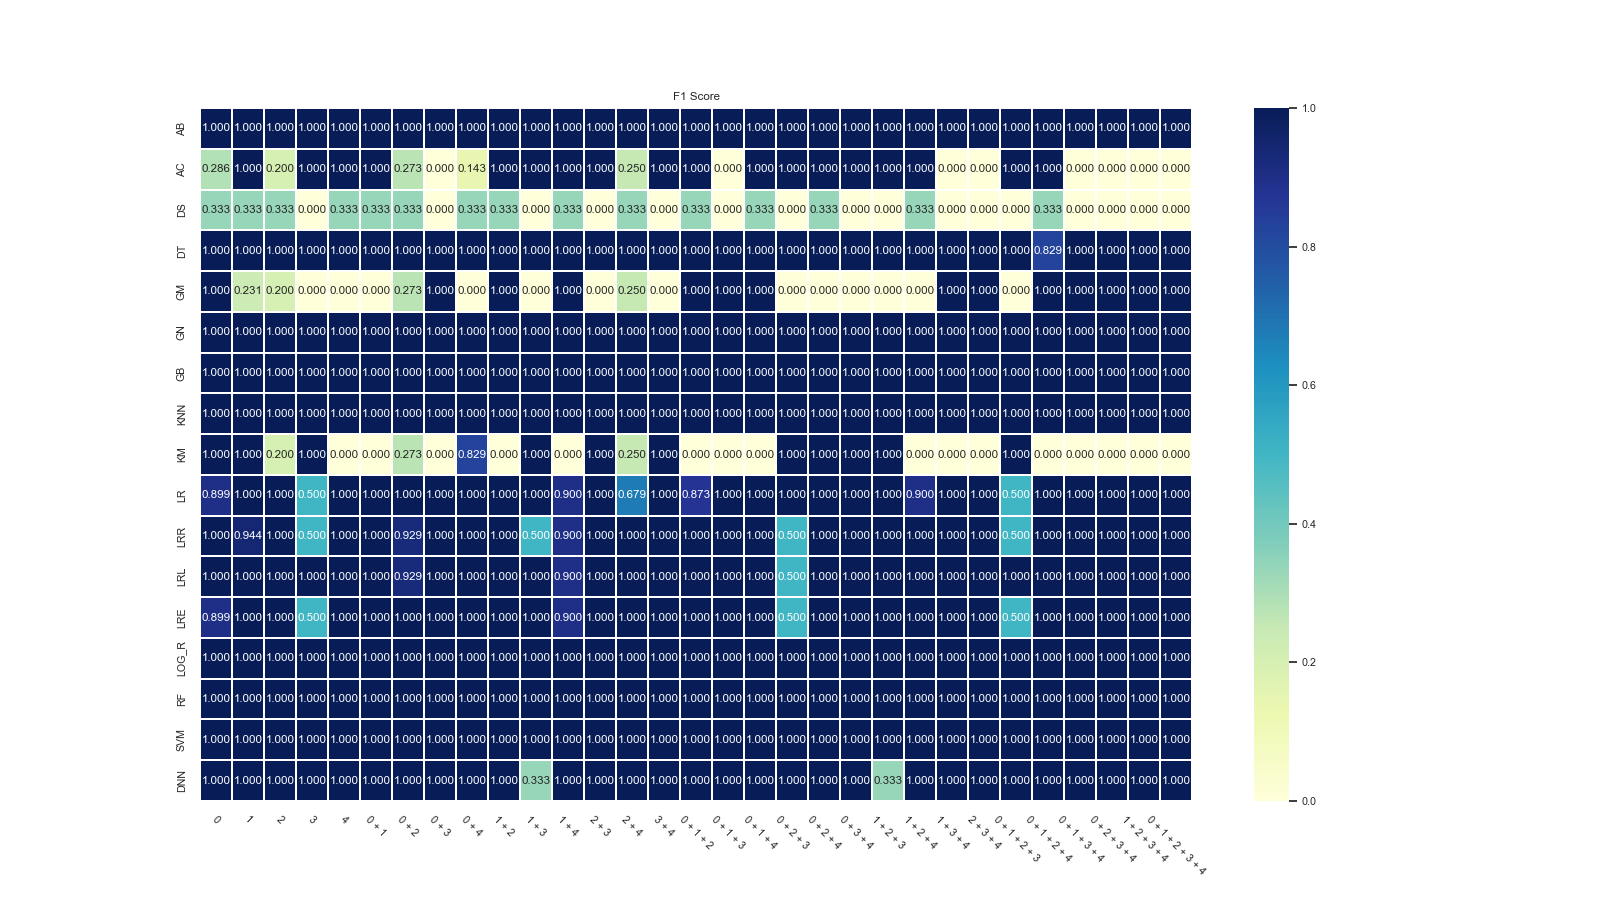 F1 Score
AB 1.000 1.000 1.000 1.000 1.000 1.000 1.000 1.000 1.000 1.000 1.000 1.000 1.000 1.000 1.000 1.000 1.000 1.000 1.000 1.000 1.000 1.000 1.000 1.000 1.000 1.000 1.000 1.000 1.000 1.000 1.000
AC 0.286 1.000 0.200 1.000 1.000 1.000 0.273 0.000 0.143 1.000 1.000 1.000 1.000 0.250 1.000 1.000 0.000 1.000 1.000 1.000 1.000 1.000 1.000 0.000 0.000 1.000 1.000 0.000 0.000 0.000 0.000
DS 0.333 0.333 0.333 0.000 0.333 0.333 0.333 0.000 0.333 0.333 0.000 0.333 0.000 0.333 0.000 0.333 0.000 0.333 0.000 0.333 0.000 0.000 0.333 0.000 0.000 0.000 0.333 0.000 0.000 0.000 0.000
DT 1.000 1.000 1.000 1.000 1.000 1.000 1.000 1.000 1.000 1.000 1.000 1.000 1.000 1.000 1.000 1.000 1.000 1.000 1.000 1.000 1.000 1.000 1.000 1.000 1.000 1.000 0.829 1.000 1.000 1.000 1.000
GM 1.000 0.231 0.200 0.000 0.000 0.000 0.273 1.000 0.000 1.000 0.000 1.000 0.000 0.250 0.000 1.000 1.000 1.000 0.000 0.000 0.000 0.000 0.000 1.000 1.000 0.000 1.000 1.000 1.000 1.000 1.000
GN 1.000 1.000 1.000 1.000 1.000 1.000 1.000 1.000 1.000 1.000 1.000 1.000 1.000 1.000 1.000 1.000 1.000 1.000 1.000 1.000 1.000 1.000 1.000 1.000 1.000 1.000 1.000 1.000 1.000 1.000 1.000
GB 1.000 1.000 1.000 1.000 1.000 1.000 1.000 1.000 1.000 1.000 1.000 1.000 1.000 1.000 1.000 1.000 1.000 1.000 1.000 1.000 1.000 1.000 1.000 1.000 1.000 1.000 1.000 1.000 1.000 1.000 1.000
KNN 1.000 1.000 1.000 1.000 1.000 1.000 1.000 1.000 1.000 1.000 1.000 1.000 1.000 1.000 1.000 1.000 1.000 1.000 1.000 1.000 1.000 1.000 1.000 1.000 1.000 1.000 1.000 1.000 1.000 1.000 1.000
KM 1.000 1.000 0.200 1.000 0.000 0.000 0.273 0.000 0.829 0.000 1.000 0.000 1.000 0.250 1.000 0.000 0.000 0.000 1.000 1.000 1.000 1.000 0.000 0.000 0.000 1.000 0.000 0.000 0.000 0.000 0.000
LR 0.899 1.000 1.000 0.500 1.000 1.000 1.000 1.000 1.000 1.000 1.000 0.900 1.000 0.679 1.000 0.873 1.000 1.000 1.000 1.000 1.000 1.000 0.900 1.000 1.000 0.500 1.000 1.000 1.000 1.000 1.000
LRR 1.000 0.944 1.000 0.500 1.000 1.000 0.929 1.000 1.000 1.000 0.500 0.900 1.000 1.000 1.000 1.000 1.000 1.000 0.500 1.000 1.000 1.000 1.000 1.000 1.000 0.500 1.000 1.000 1.000 1.000 1.000
LRL 1.000 1.000 1.000 1.000 1.000 1.000 0.929 1.000 1.000 1.000 1.000 0.900 1.000 1.000 1.000 1.000 1.000 1.000 0.500 1.000 1.000 1.000 1.000 1.000 1.000 1.000 1.000 1.000 1.000 1.000 1.000
LRE 0.899 1.000 1.000 0.500 1.000 1.000 1.000 1.000 1.000 1.000 1.000 0.900 1.000 1.000 1.000 1.000 1.000 1.000 0.500 1.000 1.000 1.000 1.000 1.000 1.000 0.500 1.000 1.000 1.000 1.000 1.000
LOG_R 1.000 1.000 1.000 1.000 1.000 1.000 1.000 1.000 1.000 1.000 1.000 1.000 1.000 1.000 1.000 1.000 1.000 1.000 1.000 1.000 1.000 1.000 1.000 1.000 1.000 1.000 1.000 1.000 1.000 1.000 1.000
RF 1.000 1.000 1.000 1.000 1.000 1.000 1.000 1.000 1.000 1.000 1.000 1.000 1.000 1.000 1.000 1.000 1.000 1.000 1.000 1.000 1.000 1.000 1.000 1.000 1.000 1.000 1.000 1.000 1.000 1.000 1.000
SVM 1.000 1.000 1.000 1.000 1.000 1.000 1.000 1.000 1.000 1.000 1.000 1.000 1.000 1.000 1.000 1.000 1.000 1.000 1.000 1.000 1.000 1.000 1.000 1.000 1.000 1.000 1.000 1.000 1.000 1.000 1.000
DNN 1.000 1.000 1.000 1.000 1.000 1.000 1.000 1.000 1.000 1.000 0.333 1.000 1.000 1.000 1.000 1.000 1.000 1.000 1.000 1.000 1.000 0.333 1.000 1.000 1.000 1.000 1.000 1.000 1.000 1.000 1.000
0
1
2
3
4
0 + 1
0 + 2
0 + 3
0 + 4
1 + 2
1 + 3
1 + 4
2 + 3
2 + 4
3 + 4
0 + 1 + 2
0 + 1 + 3
0 + 1 + 4
0 + 2 + 3
0 + 2 + 4
0 + 3 + 4
1 + 2 + 3
1 + 2 + 4
1 + 3 + 4
2 + 3 + 4
0 + 1 + 2 + 3
0 + 1 + 2 + 4
0 + 1 + 3 + 4
0 + 2 + 3 + 4
1 + 2 + 3 + 4
0 + 1 + 2 + 3 + 4
1.0
0.8
0.6
0.4
0.2
0.0